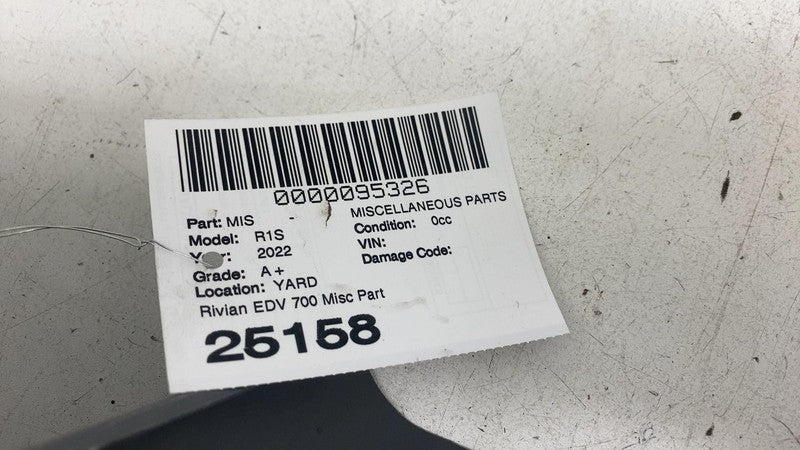 0000095326
Part: MIS - MISCELLANEOUS PARTS
Model: R1S Condition: 0cc
2022 VIN:
Grade: A+ Damage Code:
Location: YARD
Rivian EDV 700 Misc Part
25158